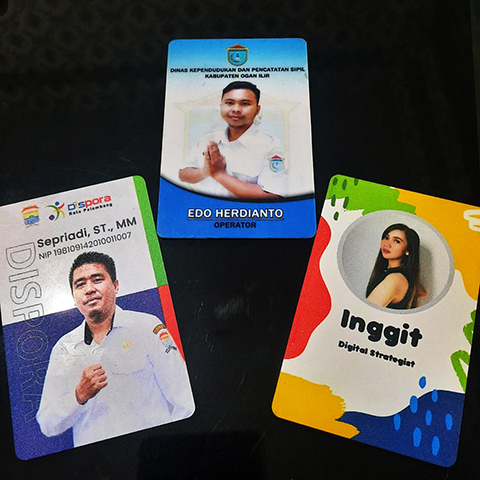 DINAS KEPENDUDUKAN DAN PENCATATAN SIPIL
KABUPATEN OGAN ILIR
EDO HERDIANTO
OPERATOR
Dispora
Kota Palembang
Sepriadi, ST., MM
NIP 198109142010011007
DISPORA
Inggit
Digital Strategist